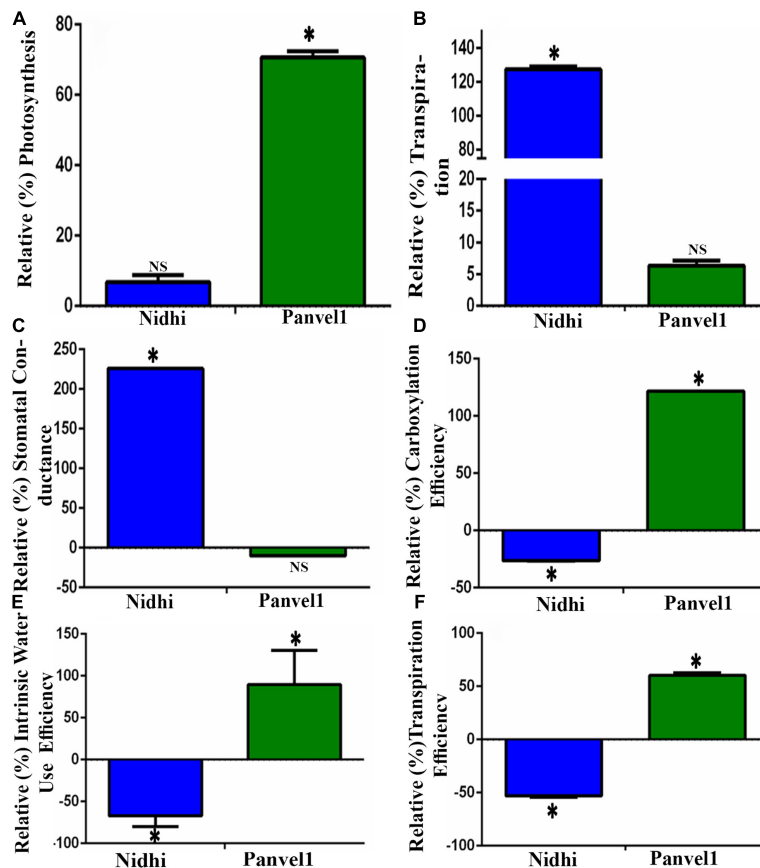 A
Relative (%) Photosynthesis
80
60
40
20
0
NS
*
Nidhi
Panvel1
B
Relative (%) Transpira-
tion
140
120
100
80
20
15
10
5
0
*
NS
Nidhi
Panvel1
C
Relative (%) Stomatal Con-
ductance
250
200
150
100
50
0
-50
*
NS
Nidhi
Panvel1
D
Relative (%) Carboxylation
Efficiency
150
100
50
0
-50
*
*
Nidhi
Panvel1
E
Relative (%) Intrinsic Water
Use Efficiency
150
100
50
0
-50
-100
*
*
Nidhi
Panvel1
F
Relative (%)Transpiration
Efficiency
100
50
0
-50
-100
*
*
Nidhi
Panvel1